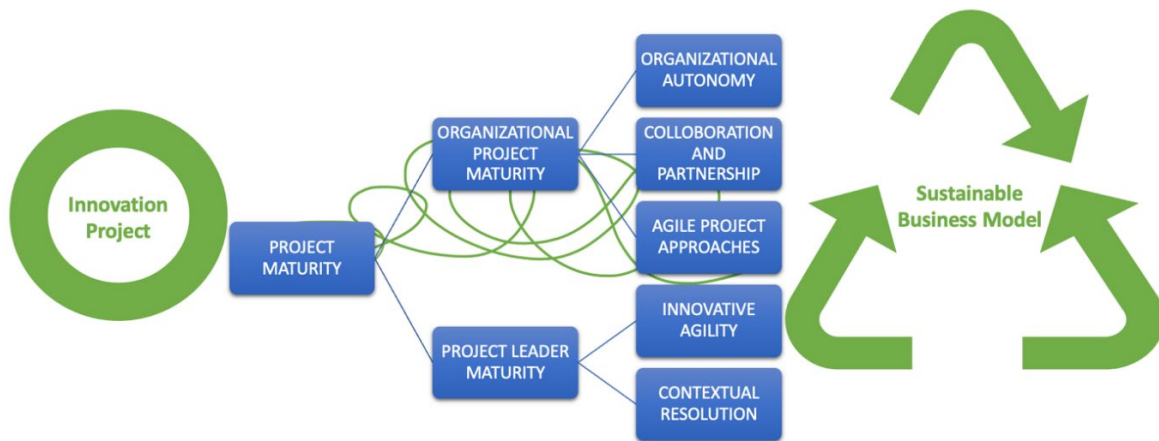 Innovation
Project
PROJECT
MATURITY
ORGANIZATIONAL
PROJECT
MATURITY
PROJECT LEADER
MATURITY
ORGANIZATIONAL
AUTONOMY
COLLOBORATION
AND
PARTNERSHIP
AGILE PROJECT
APPROACHES
INNOVATIVE
AGILITY
CONTEXTUAL
RESOLUTION
Sustainable
Business Model